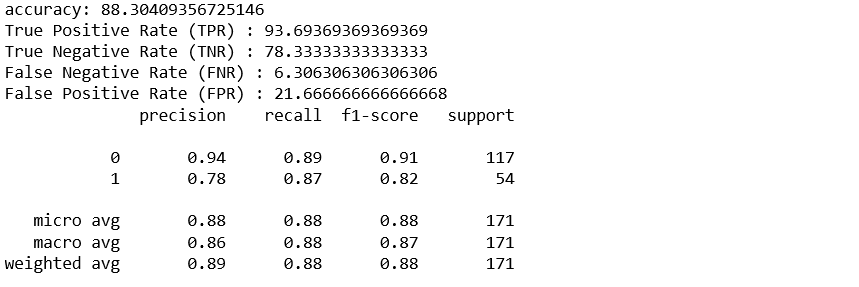 accuracy: 88.30409356725146
True Positive Rate (TPR) : 93.69369369369369
True Negative Rate (TNR) : 78.33333333333333
False Negative Rate (FNR) : 6.306306306306306
False Positive Rate (FPR) : 21.666666666666668
precision recall f1-score support
0 0.94 0.89 0.91 117
1 0.78 0.87 0.82 54
micro avg 0.88 0.88 0.88 171
macro avg 0.86 0.88 0.87 171
weighted avg 0.89 0.88 0.88 171